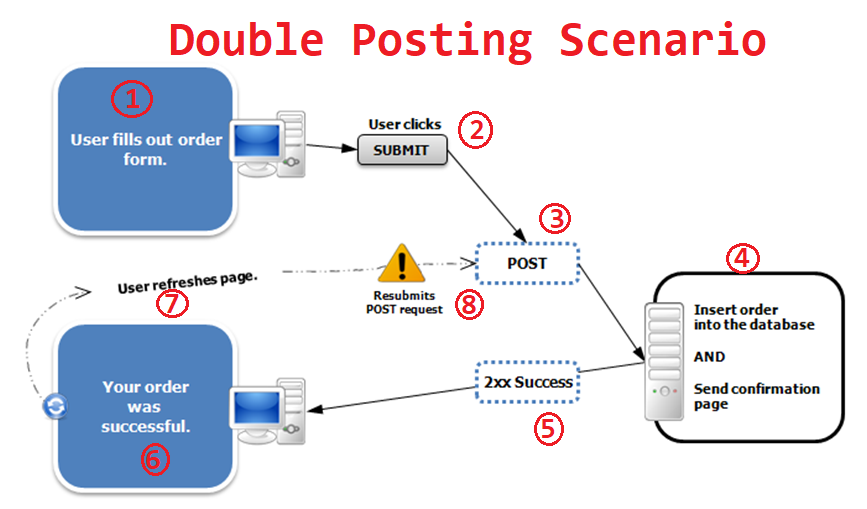 Double Posting Scenario
①
User fills out order
form.
User clicks
②
SUBMIT
③
POST
④
Insert order
into the database
AND
Send confirmation
page
2xx Success
⑤
Your order
was
successful.
⑥
User refreshes page.
⑦
Resubmits
POST request
⑧